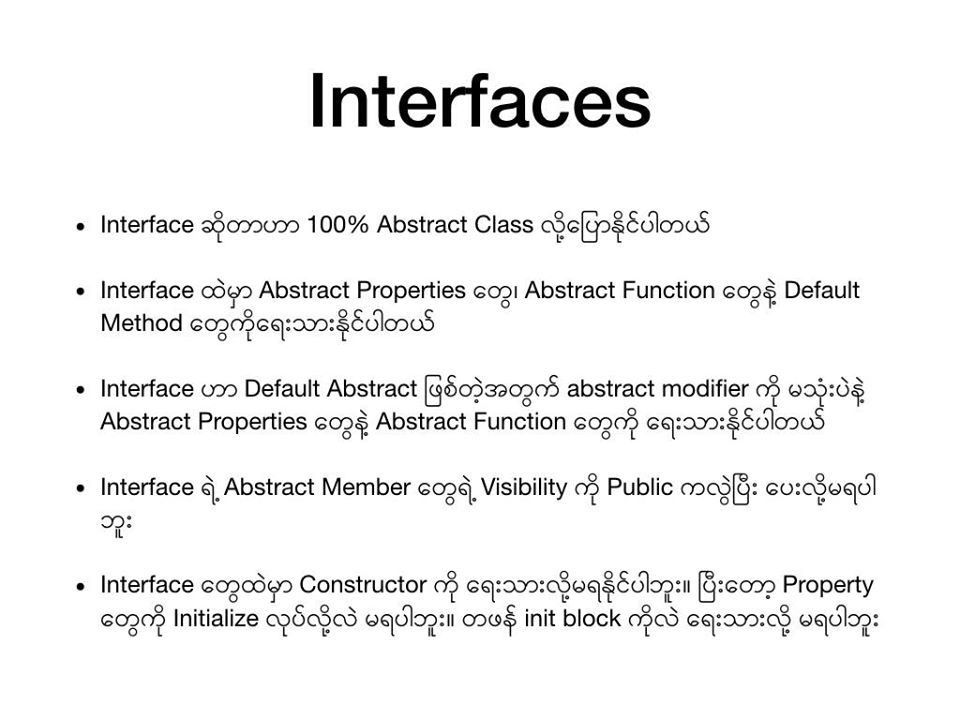 Interfaces
• Interface ဆိုတာဟာ 100% Abstract Class လို့ပြောနိုင်ပါတယ်
• Interface ထဲမှာ Abstract Properties တွေ၊ Abstract Function တွေနဲ့ Default
Method တွေကိုရေးသားနိုင်ပါတယ်
• Interface ဟာ Default Abstract ဖြစ်တဲ့အတွက် abstract modifier ကို မသုံးပဲနဲ့
Abstract Properties တွေနဲ့ Abstract Function တွေကို ရေးသားနိုင်ပါတယ်
• Interface ရဲ့ Abstract Member တွေရဲ့ Visibility ကို Public ကလွဲပြီး ပေးလို့မရပါ
ဘူး
• Interface တွေထဲမှာ Constructor ကို ရေးသားလို့မရနိုင်ပါဘူး။ ပြီးတော့ Property
တွေကို Initialize လုပ်လို့လဲ မရပါဘူး။ တဖန် init block ကိုလဲ ရေးသားလို့ မရပါဘူး